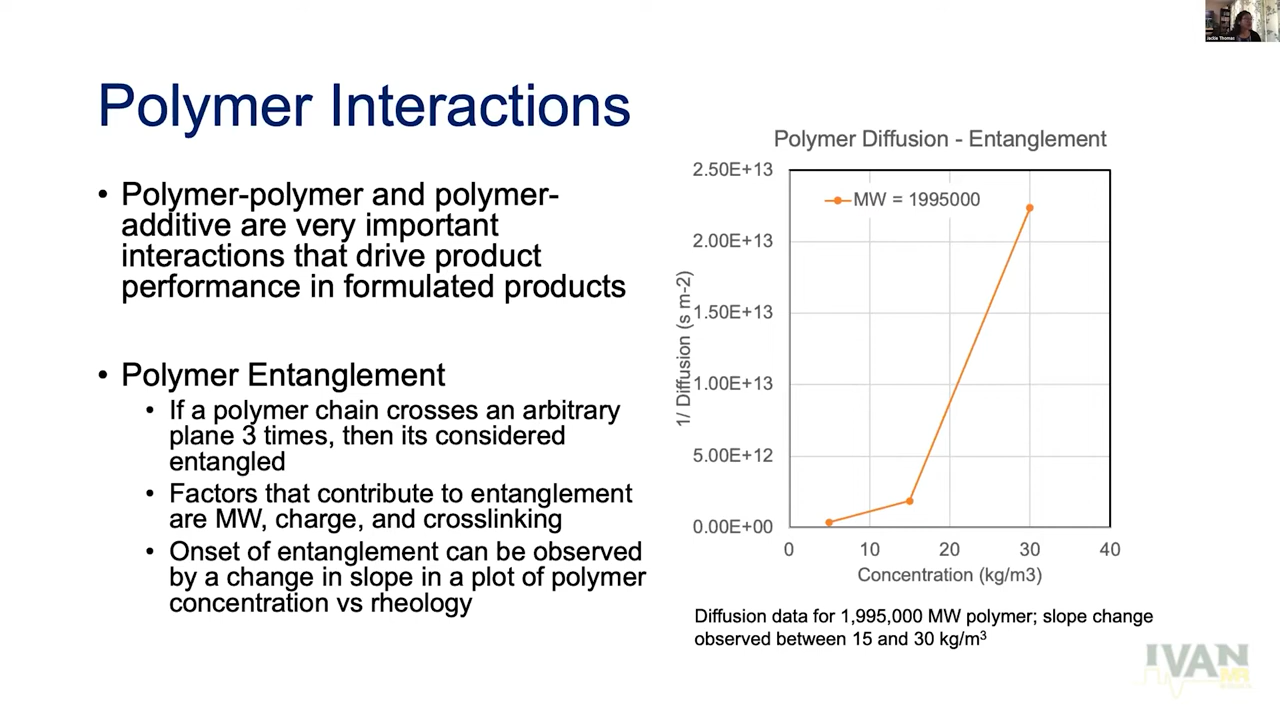 Jackie Thomas
Polymer Interactions
• Polymer-polymer and polymer-
additive are very important
interactions that drive product
performance in formulated products
• Polymer Entanglement
• If a polymer chain crosses an arbitrary
plane 3 times, then its considered
entangled
• Factors that contribute to entanglement
are MW, charge, and crosslinking
• Onset of entanglement can be observed
by a change in slope in a plot of polymer
concentration vs rheology
Polymer Diffusion - Entanglement
MW = 1995000
1/ Diffusion (s m-2)
2.50E+13
2.00E+13
1.50E+13
1.00E+13
5.00E+12
0.00E+00
0 10 20 30 40
Concentration (kg/m3)
Diffusion data for 1,995,000 MW polymer; slope change
observed between 15 and 30 kg/m³
IVAN
MR